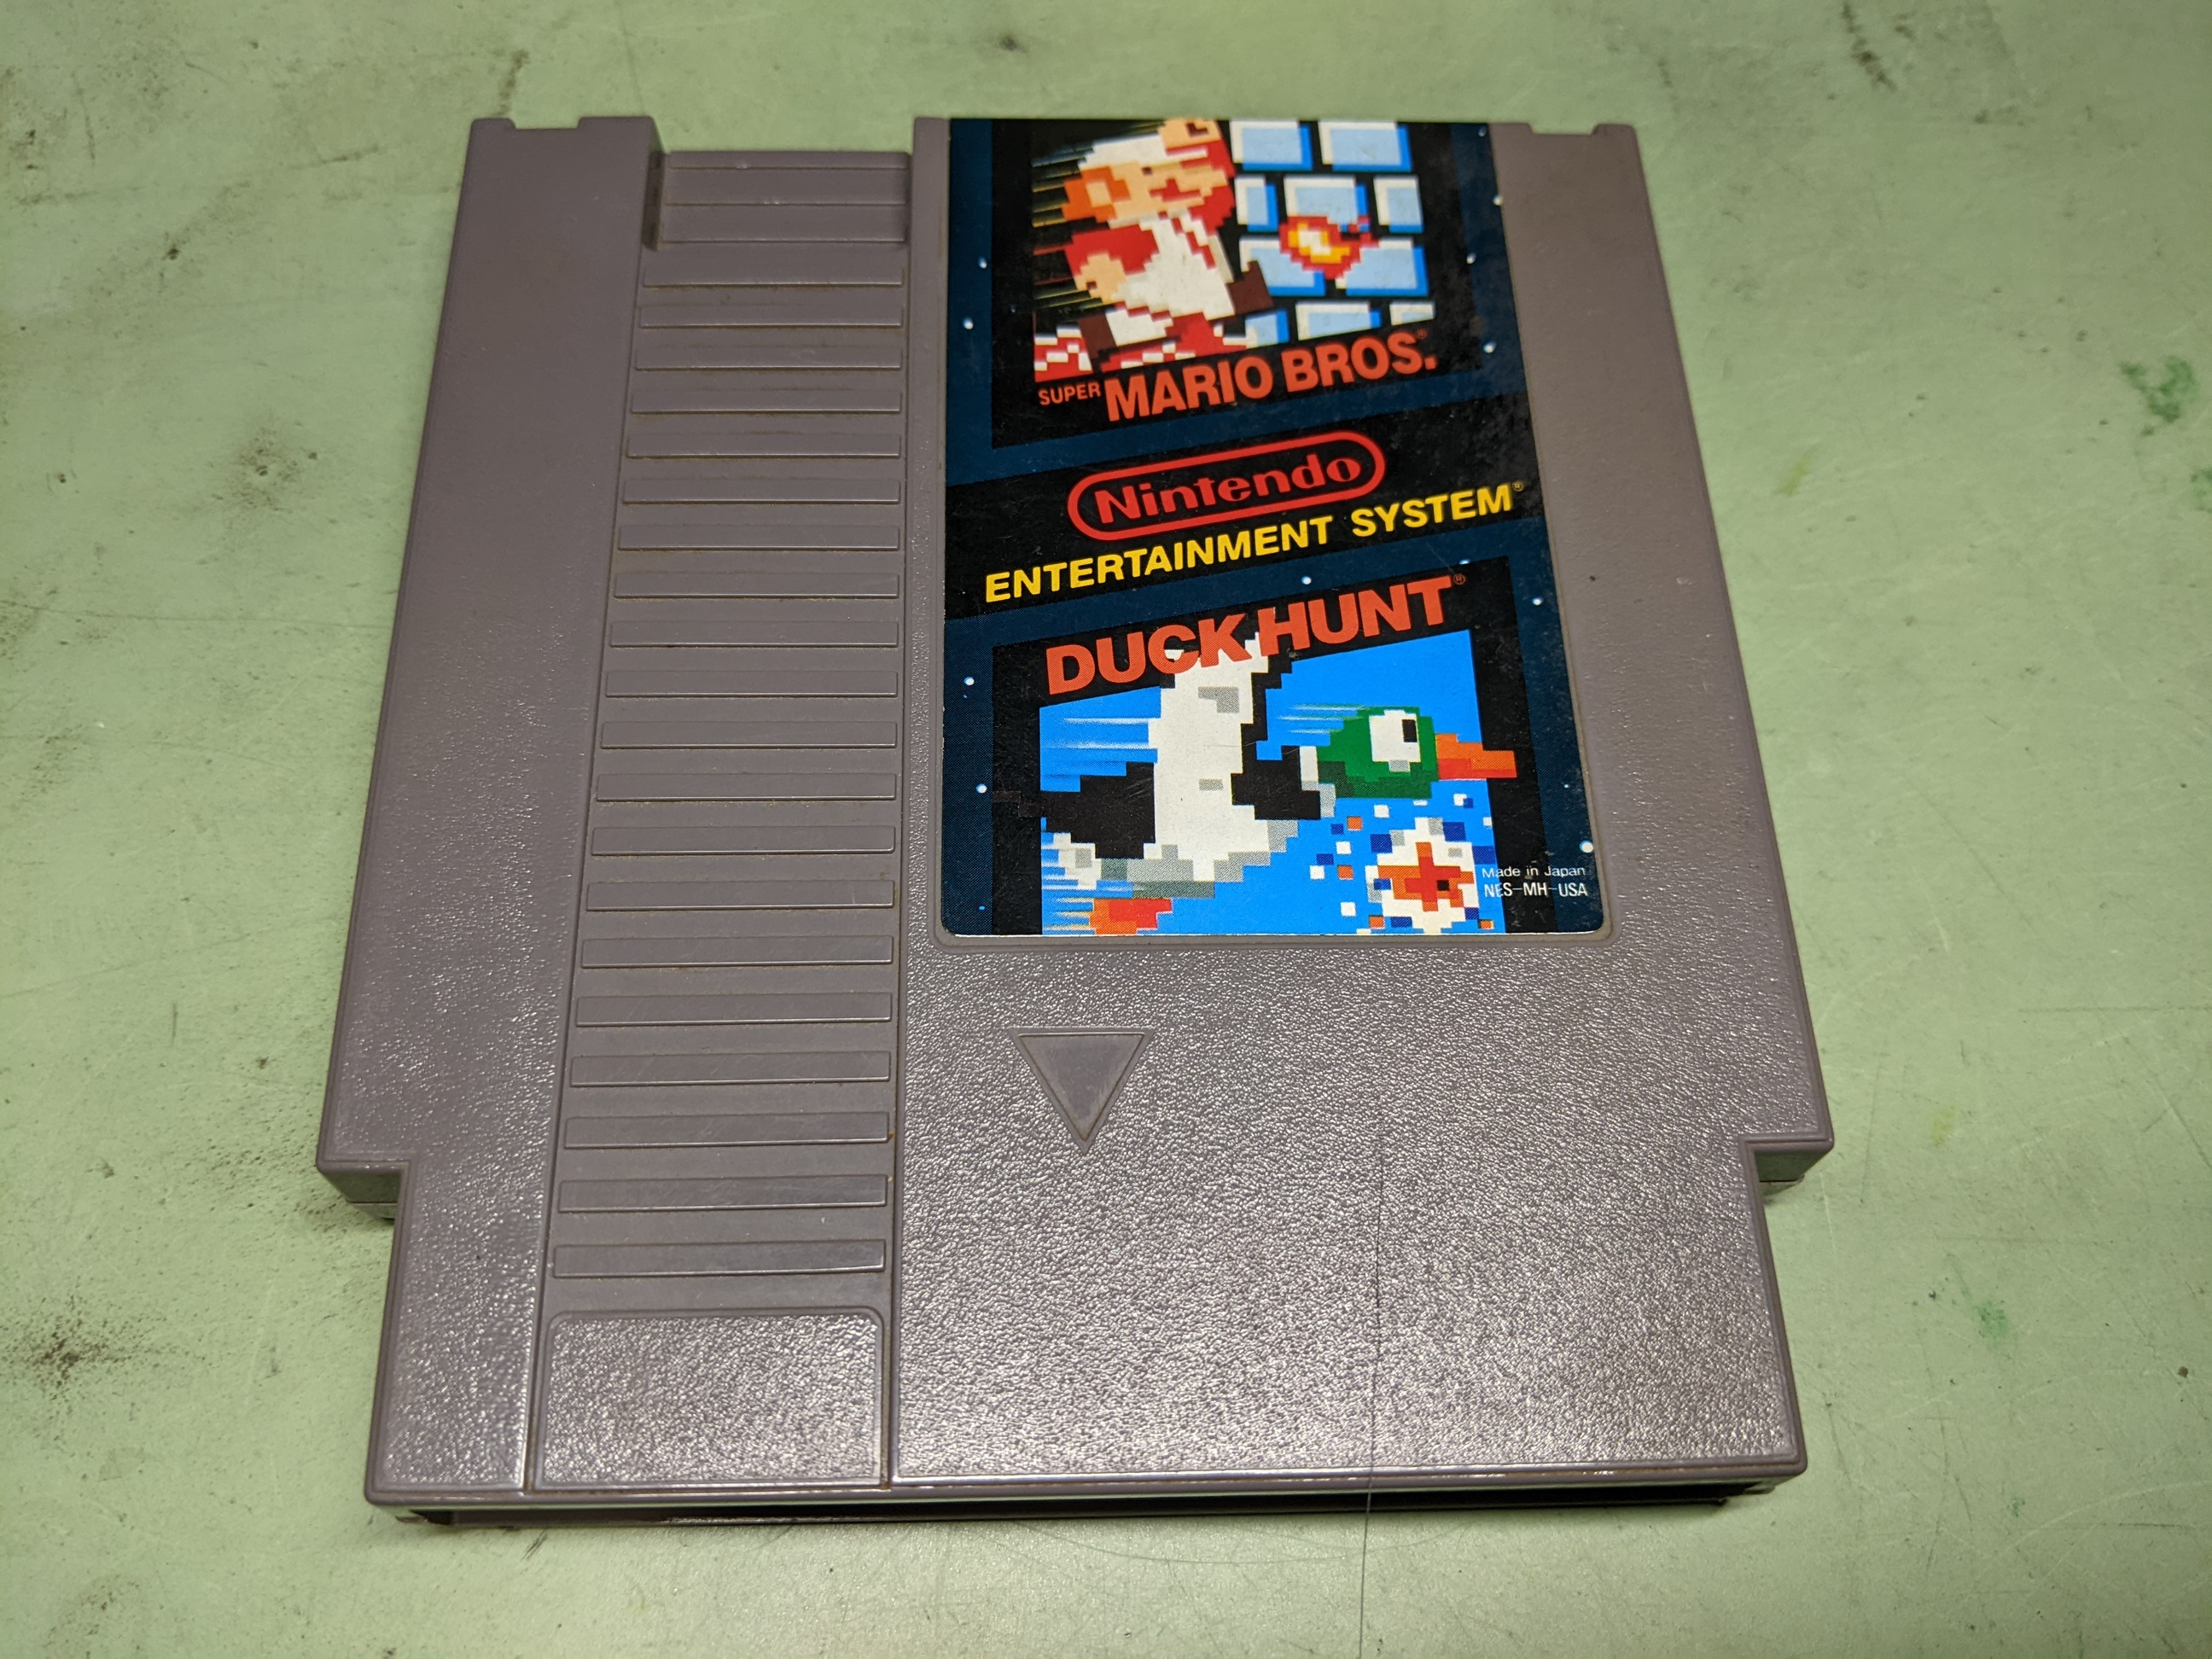 SUPER MARIO BROS.®
Nintendo
ENTERTAINMENT SYSTEM®
DUCK HUNT®
Made in Japan
NES-MH-USA